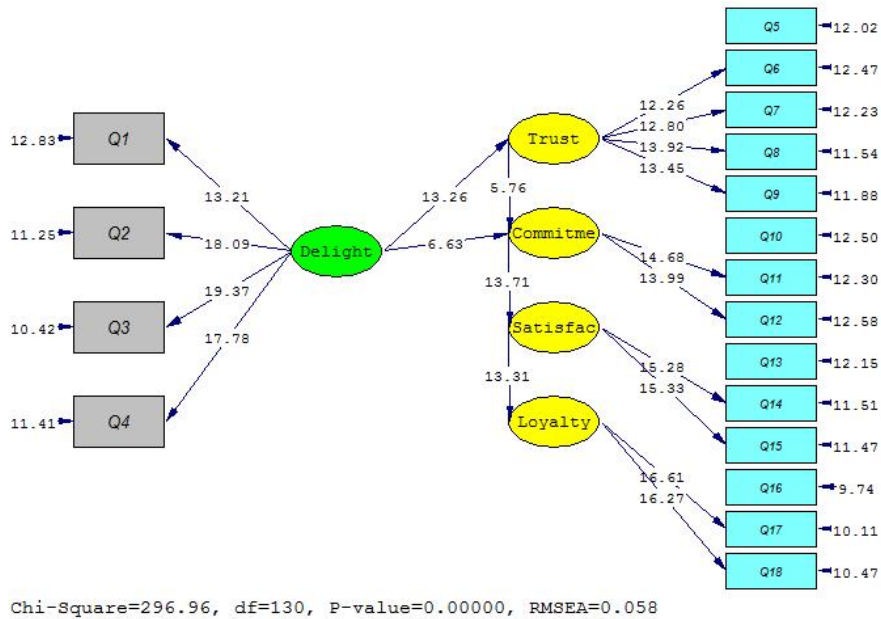 Q5 12.02
Q6 12.47
12.26
Q7 12.23
12.80
12.83 Q1 Trust
13.92 Q8 11.54
13.45
Q9 11.88
13.21 13.26 5.76
Q10 12.50
11.25 Q2 18.09 Delight 6.63 Commitme
14.68 Q11 12.30
13.99
19.37 13.71
Q12 12.58
10.42 Q3 17.78 Satisfac
Q13 12.15
15.28
15.33 Q14 11.51
13.31
11.41 Q4 Loyalty
Q15 11.47
16.61 Q16 9.74
16.27
Q17 10.11
Q18 10.47
Chi-Square=296.96, df=130, P-value=0.00000, RMSEA=0.058